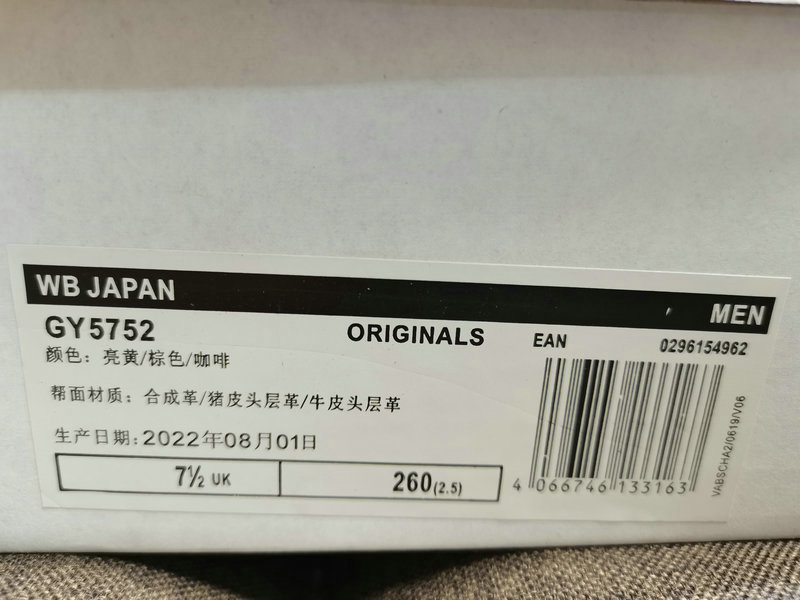 WB JAPAN
MEN
GY5752
ORIGINALS
EAN
0296154962
颜色：亮黄/棕色/咖啡
帮面材质：合成革/猪皮头层革/牛皮头层革
生产日期:2022年08月01日
7½ UK
260(2.5)
4 066746 133163
VABSCHA2/0619/V06